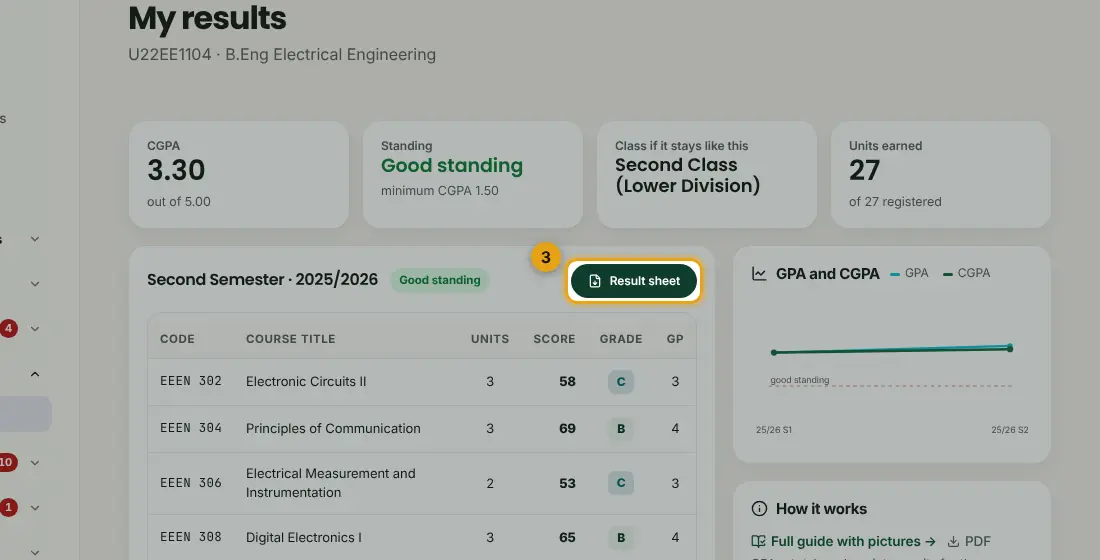 My results
U22EE1104 · B.Eng Electrical Engineering
s
CGPA
3.30
out of 5.00
Standing
Good standing
minimum CGPA 1.50
Class if it stays like this
Second Class
(Lower Division)
Units earned
27
of 27 registered
s
4
10
1
Second Semester · 2025/2026
Good standing
3
Result sheet
CODE COURSE TITLE UNITS SCORE GRADE GP
EEEN 302 Electronic Circuits II 3 58 C 3
EEEN 304 Principles of Communication 3 69 B 4
EEEN 306 Electrical Measurement and
Instrumentation 2 53 C 3
EEEN 308 Digital Electronics I 3 65 B 4
GPA and CGPA
GPA
CGPA
good standing
25/26 S1
25/26 S2
How it works
Full guide with pictures →
PDF